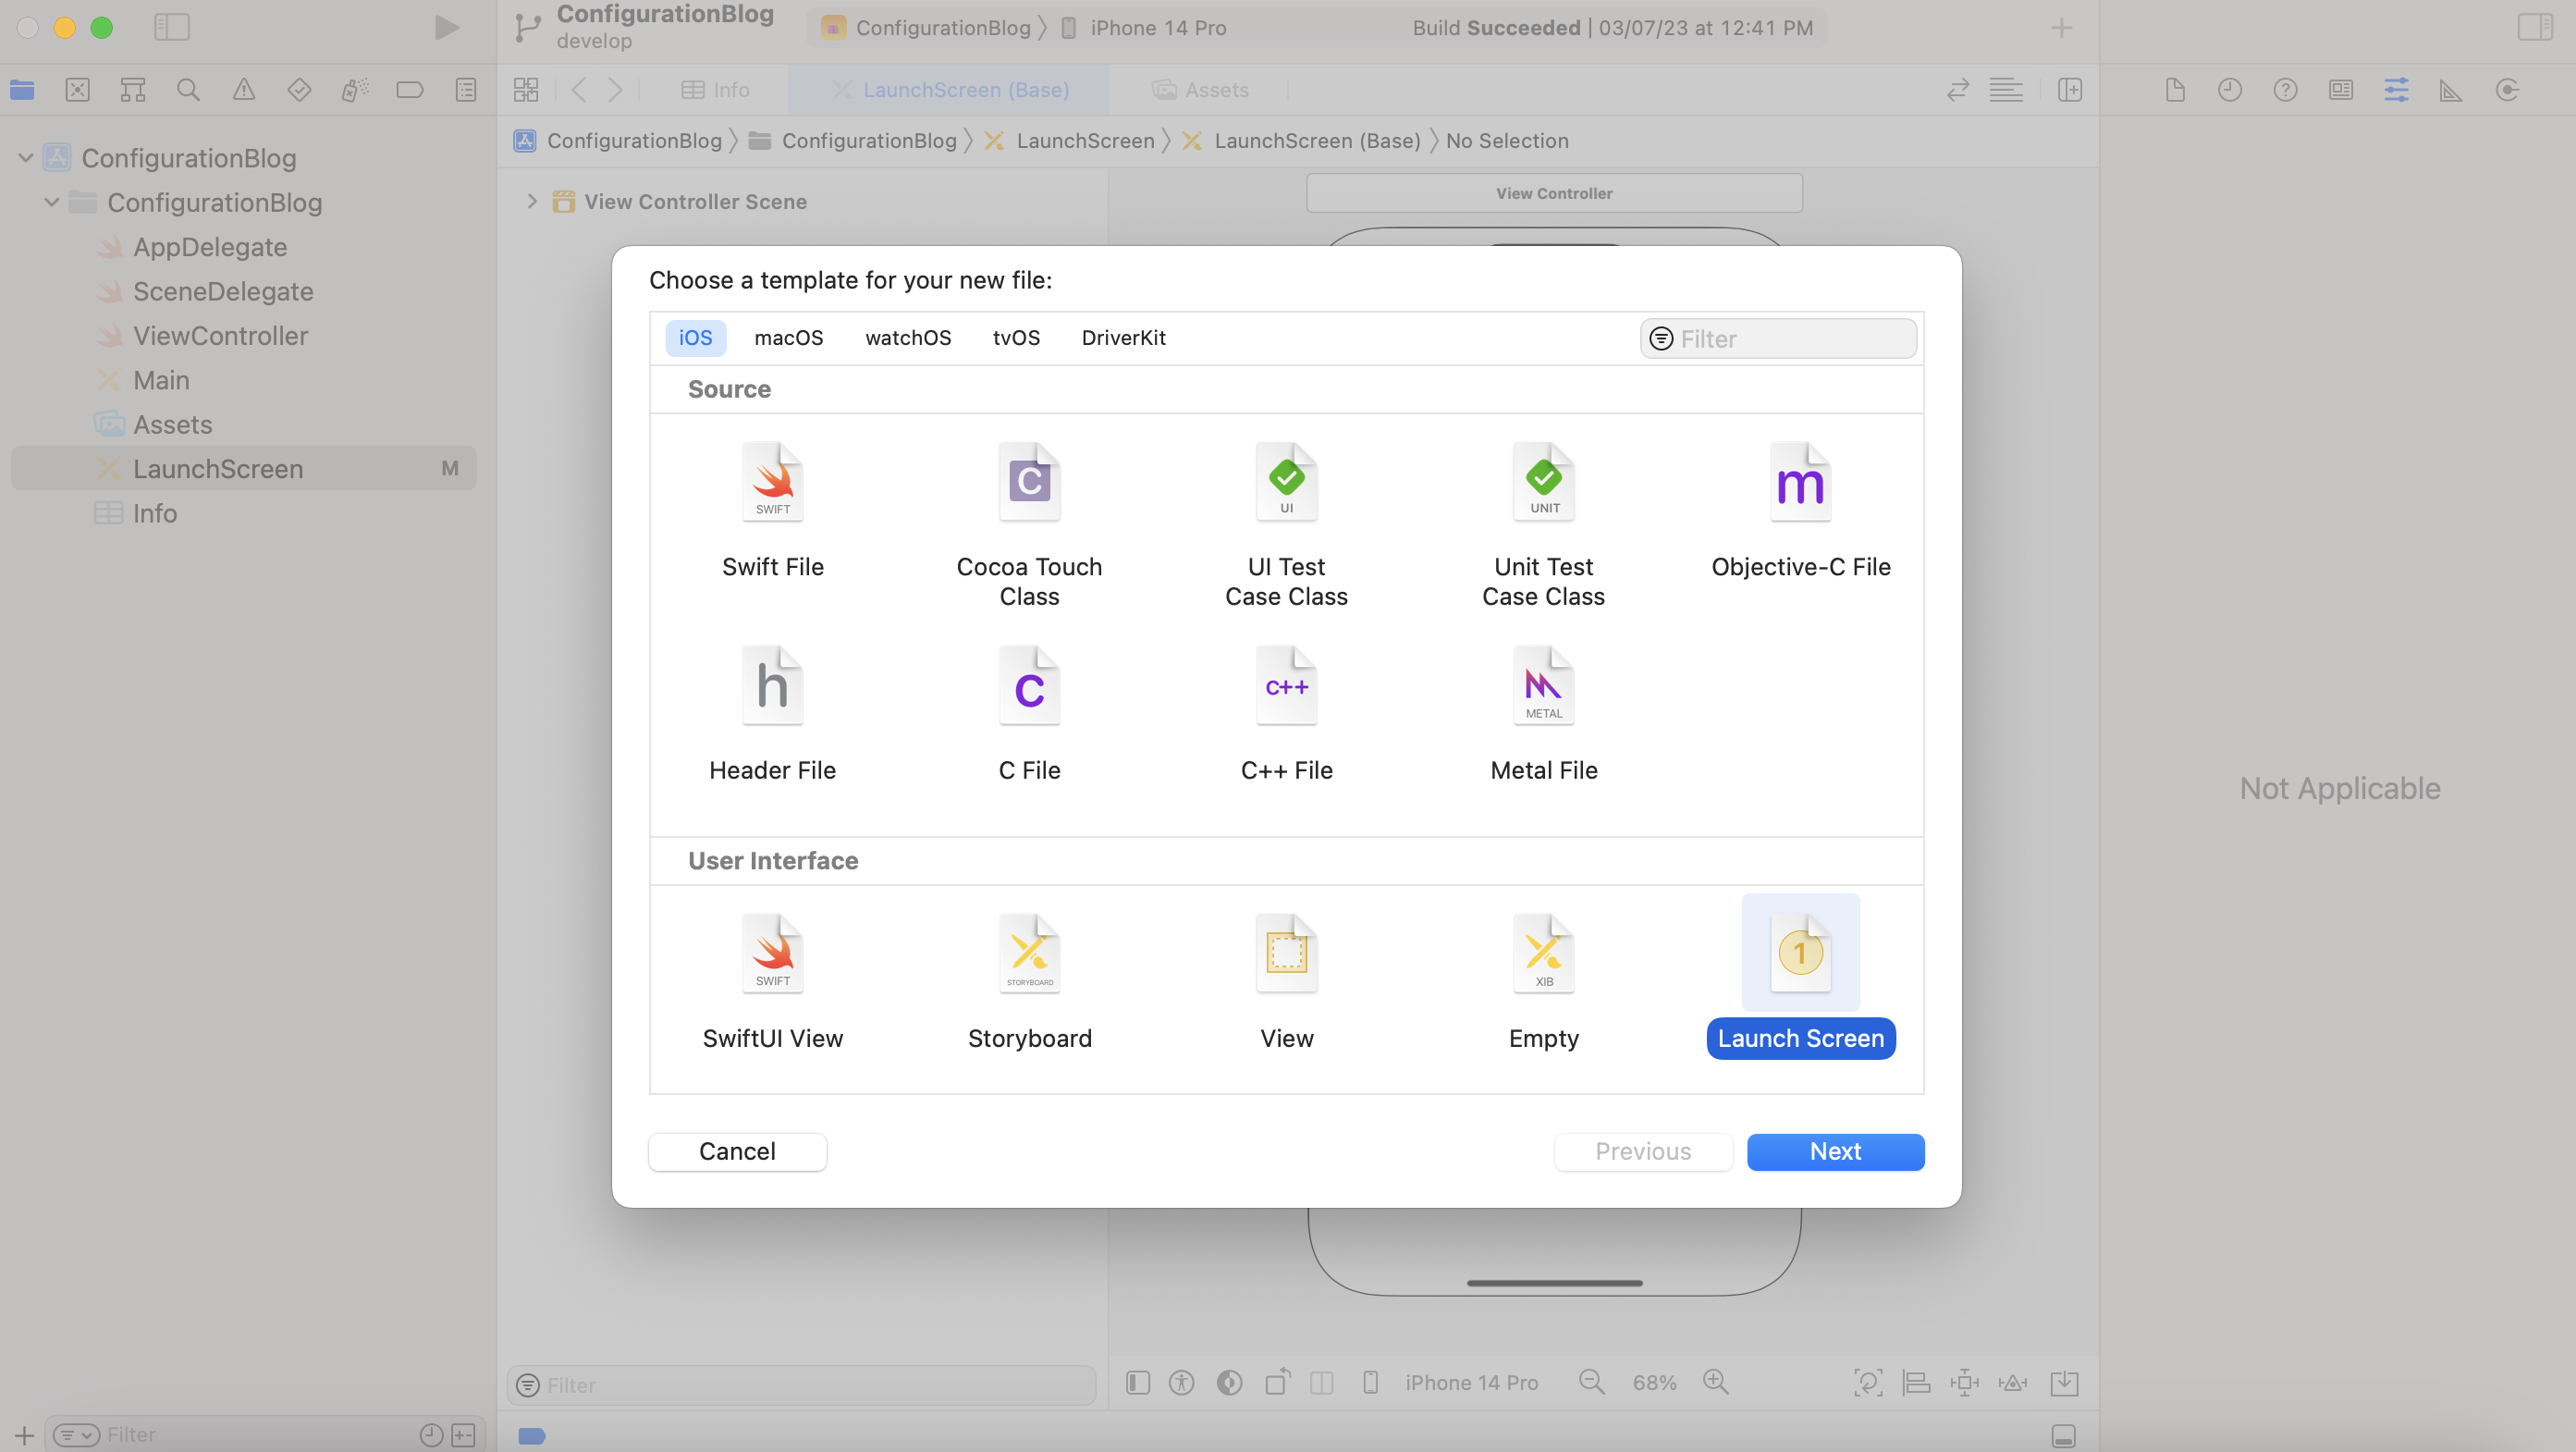 ConfigurationBlog
develop
ConfigurationBlog
iPhone 14 Pro
Build Succeeded | 03/07/23 at 12:41 PM
Info
LaunchScreen (Base)
Assets
ConfigurationBlog
ConfigurationBlog
LaunchScreen
LaunchScreen (Base)
No Selection
ConfigurationBlog
ConfigurationBlog
AppDelegate
SceneDelegate
ViewController
Main
Assets
LaunchScreen M
Info
View Controller Scene
View Controller
Choose a template for your new file:
iOS macOS watchOS tvOS DriverKit
Filter
Source
SWIFT
C
UI
UNIT
m
Swift File
Cocoa Touch
Class
UI Test
Case Class
Unit Test
Case Class
Objective-C File
h
C
C++
METAL
Header File
C File
C++ File
Metal File
User Interface
SWIFT
STORYBOARD
XIB
1
SwiftUI View
Storyboard
View
Empty
Launch Screen
Cancel
Previous
Next
Not Applicable
Filter
iPhone 14 Pro
68%
Filter